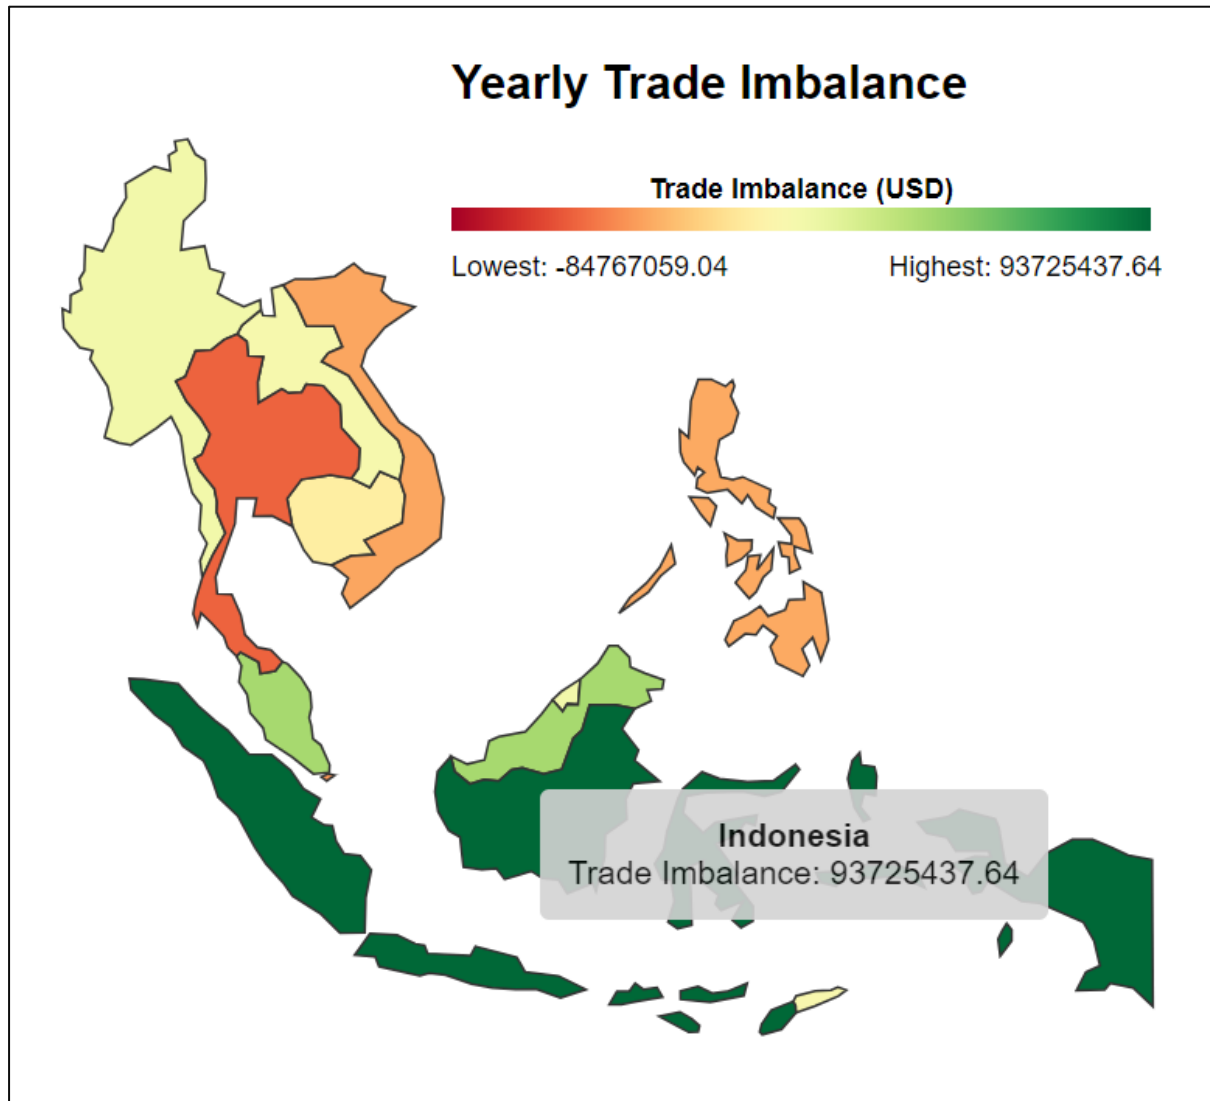 Yearly Trade Imbalance
Trade Imbalance (USD)
Lowest: -84767059.04
Highest: 93725437.64
Indonesia
Trade Imbalance: 93725437.64